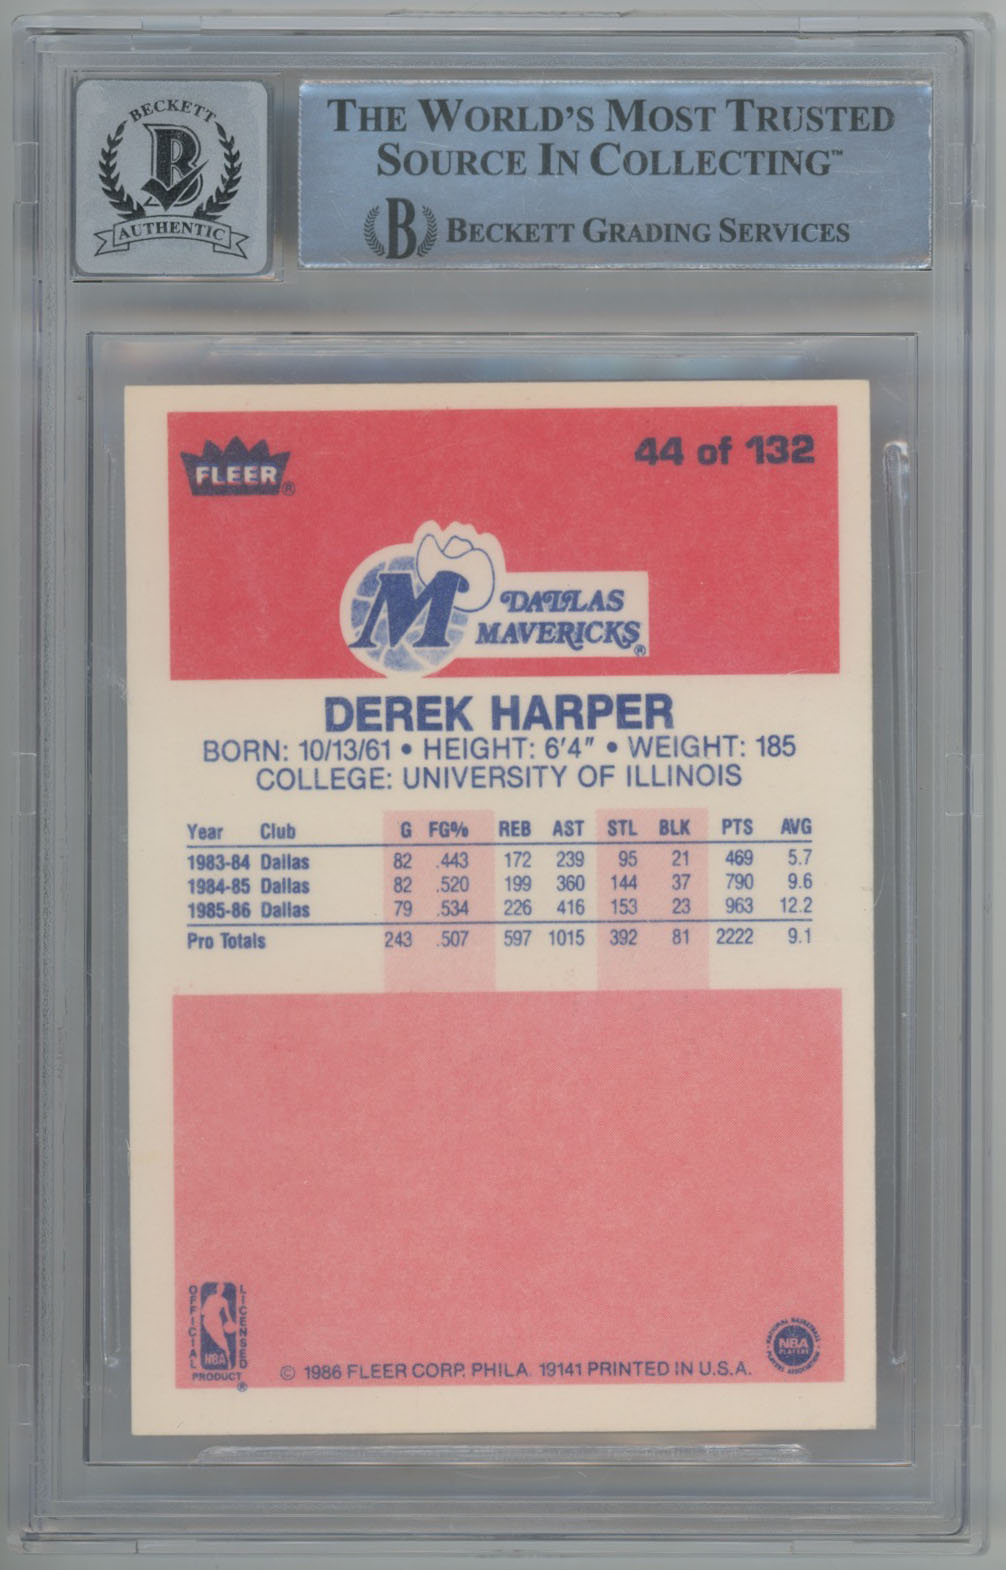 BECKETT
B
AUTHENTIC
THE WORLD'S MOST TRUSTED
SOURCE IN COLLECTING™
B BECKETT GRADING SERVICES
FLEER®
44 of 132
M DALLAS
MAVERICKS®
DEREK HARPER
BORN: 10/13/61 • HEIGHT: 6'4" • WEIGHT: 185
COLLEGE: UNIVERSITY OF ILLINOIS
Year Club G FG% REB AST STL BLK PTS AVG
1983-84 Dallas 82 .443 172 239 95 21 469 5.7
1984-85 Dallas 82 .520 199 360 144 37 790 9.6
1985-86 Dallas 79 .534 226 416 153 23 963 12.2
Pro Totals 243 .507 597 1015 392 81 2222 9.1
OFFICIAL
LICENSED
NBA
PRODUCT®
© 1986 FLEER CORP. PHILA. 19141 PRINTED IN U.S.A.
NATIONAL BASKETBALL
NBA
PLAYERS
PLAYERS ASSOCIATION